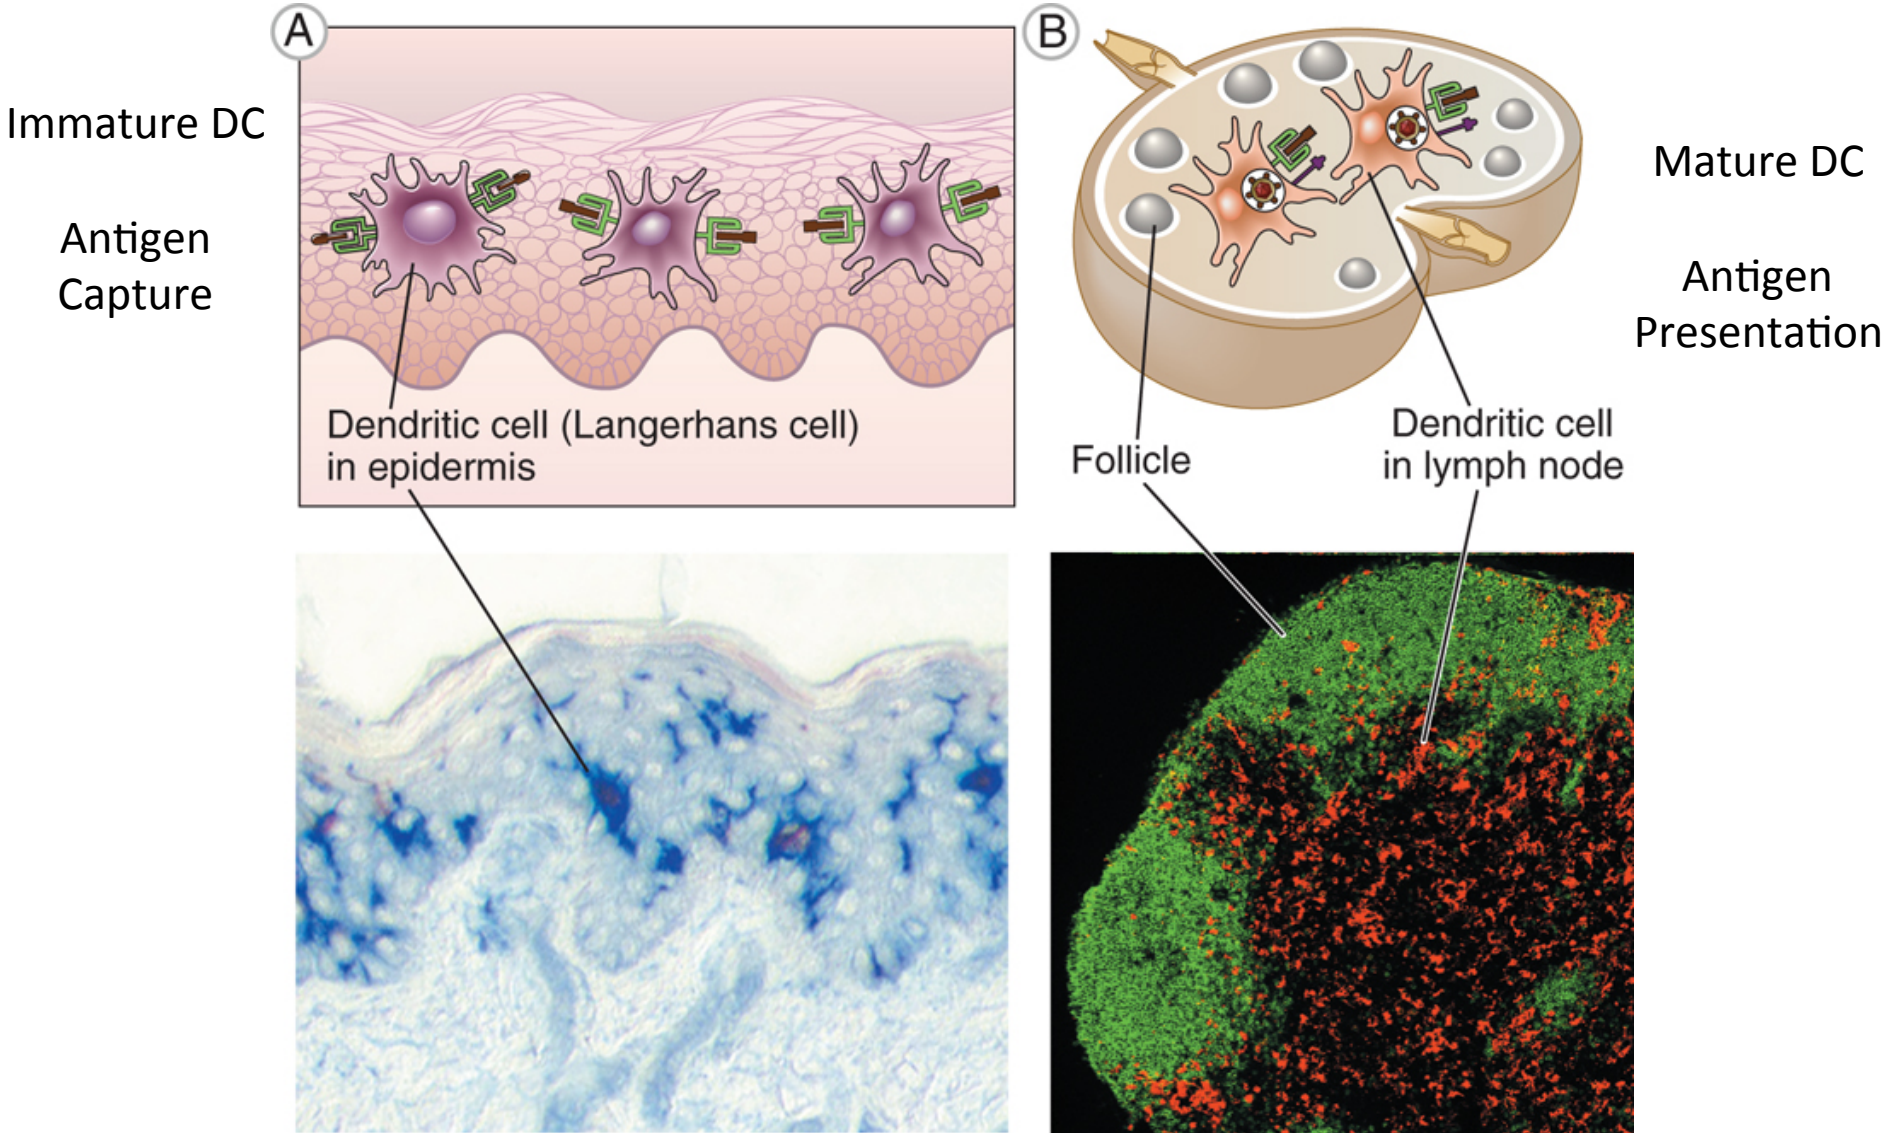 A
Immature DC
Antigen
Capture
Dendritic cell (Langerhans cell)
in epidermis
B
Mature DC
Antigen
Presentation
Follicle
Dendritic cell
in lymph node